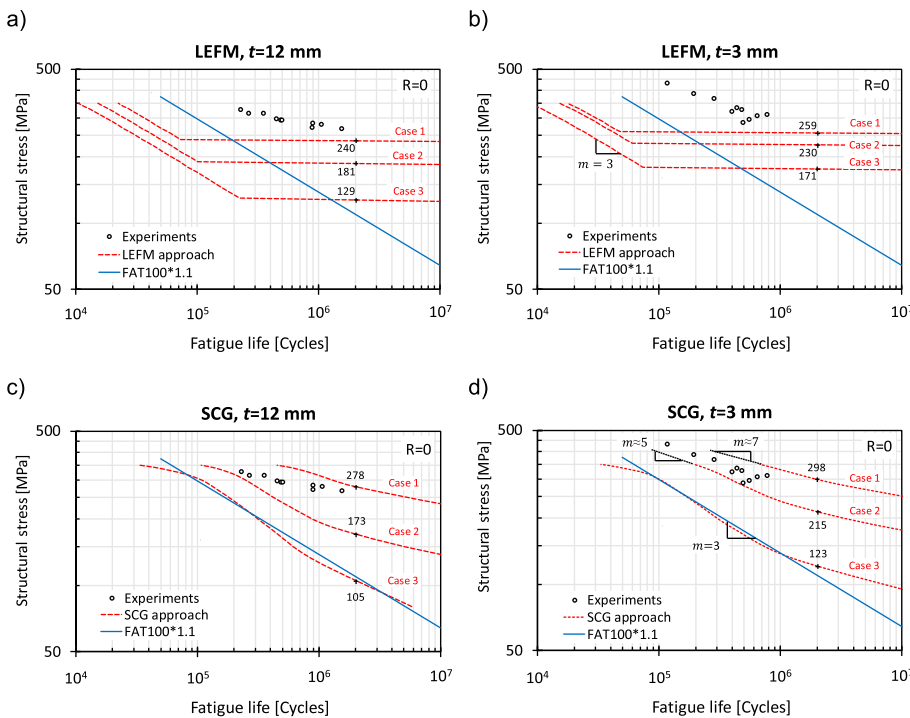 a)
LEFM, t=12 mm
500
R=0
Case 1
240
Case 2
181
129
Case 3
Experiments
LEFM approach
FAT100*1.1
50
10^4
10^5
10^6
10^7
Structural stress [MPa]
Fatigue life [Cycles]
b)
LEFM, t=3 mm
500
R=0
Case 1
259
Case 2
230
m = 3
Case 3
171
Experiments
LEFM approach
FAT100*1.1
50
10^4
10^5
10^6
10^7
Structural stress [MPa]
Fatigue life [Cycles]
c)
SCG, t=12 mm
500
R=0
278
Case 1
173
Case 2
Case 3
105
Experiments
SCG approach
FAT100*1.1
50
10^4
10^5
10^6
10^7
Structural stress [MPa]
Fatigue life [Cycles]
d)
SCG, t=3 mm
500
R=0
m≈5
m≈7
298
Case 1
Case 2
215
m=3
123
Case 3
Experiments
SCG approach
FAT100*1.1
50
10^4
10^5
10^6
10^7
Structural stress [MPa]
Fatigue life [Cycles]